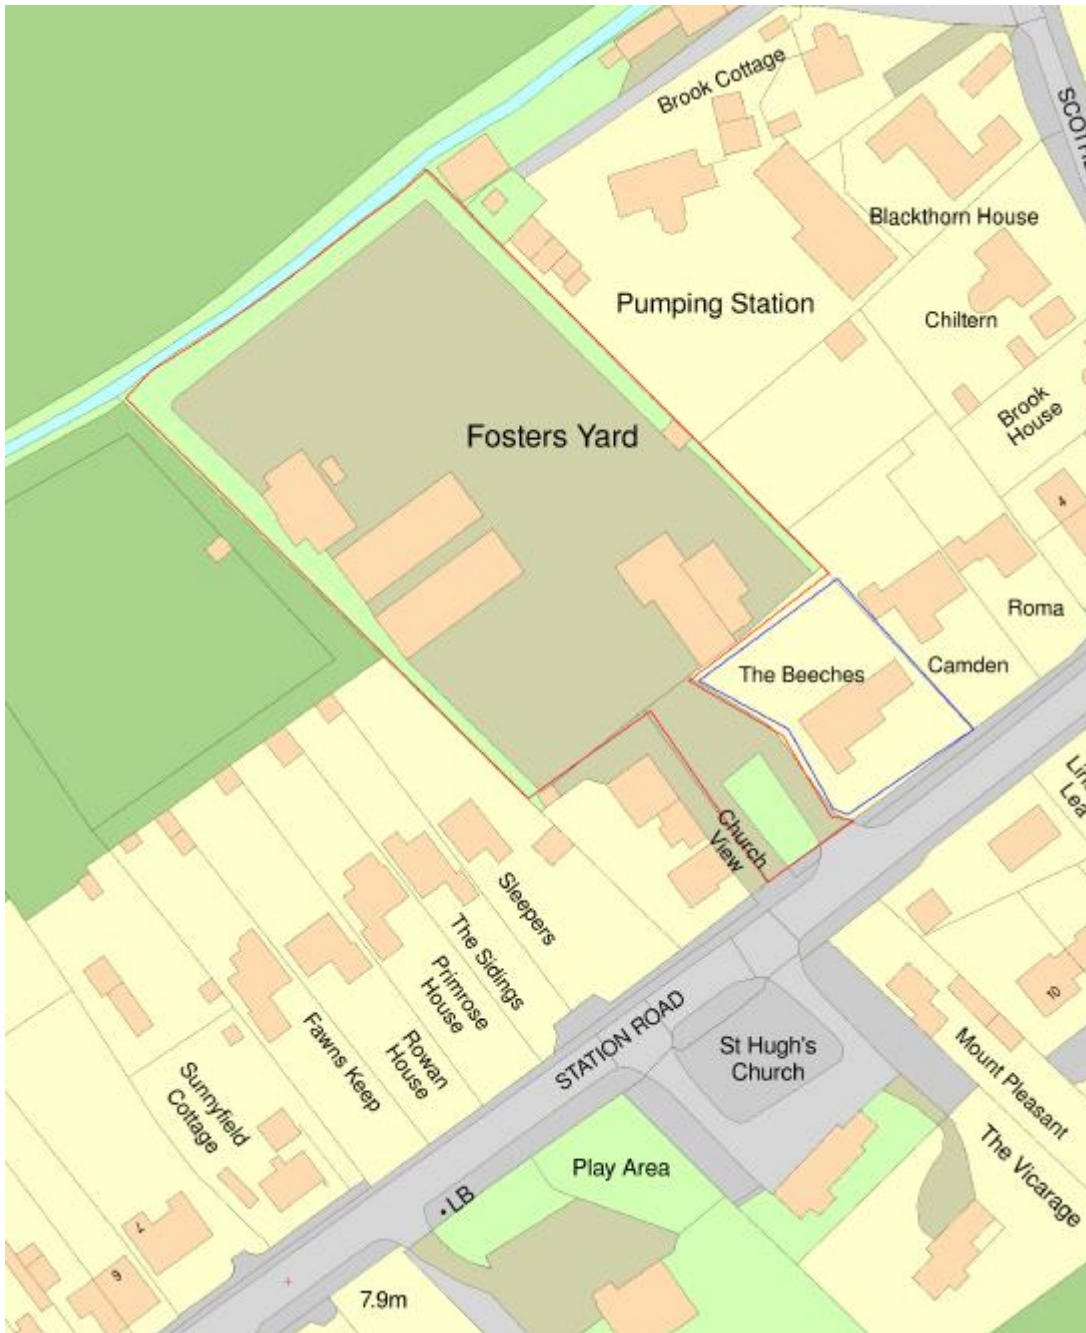 Brook Cottage
Blackthorn House
Pumping Station
Chiltern
Brook
House
Fosters Yard
4
Roma
Camden
The Beeches
Church
View
Sleepers
The Sidings
Primrose
House
Rowan
House
Fawns Keep
Sunnyfield
Cottage
STATION ROAD
St Hugh's
Church
10
Mount Pleasant
The Vicarage
Play Area
LB
7.9m